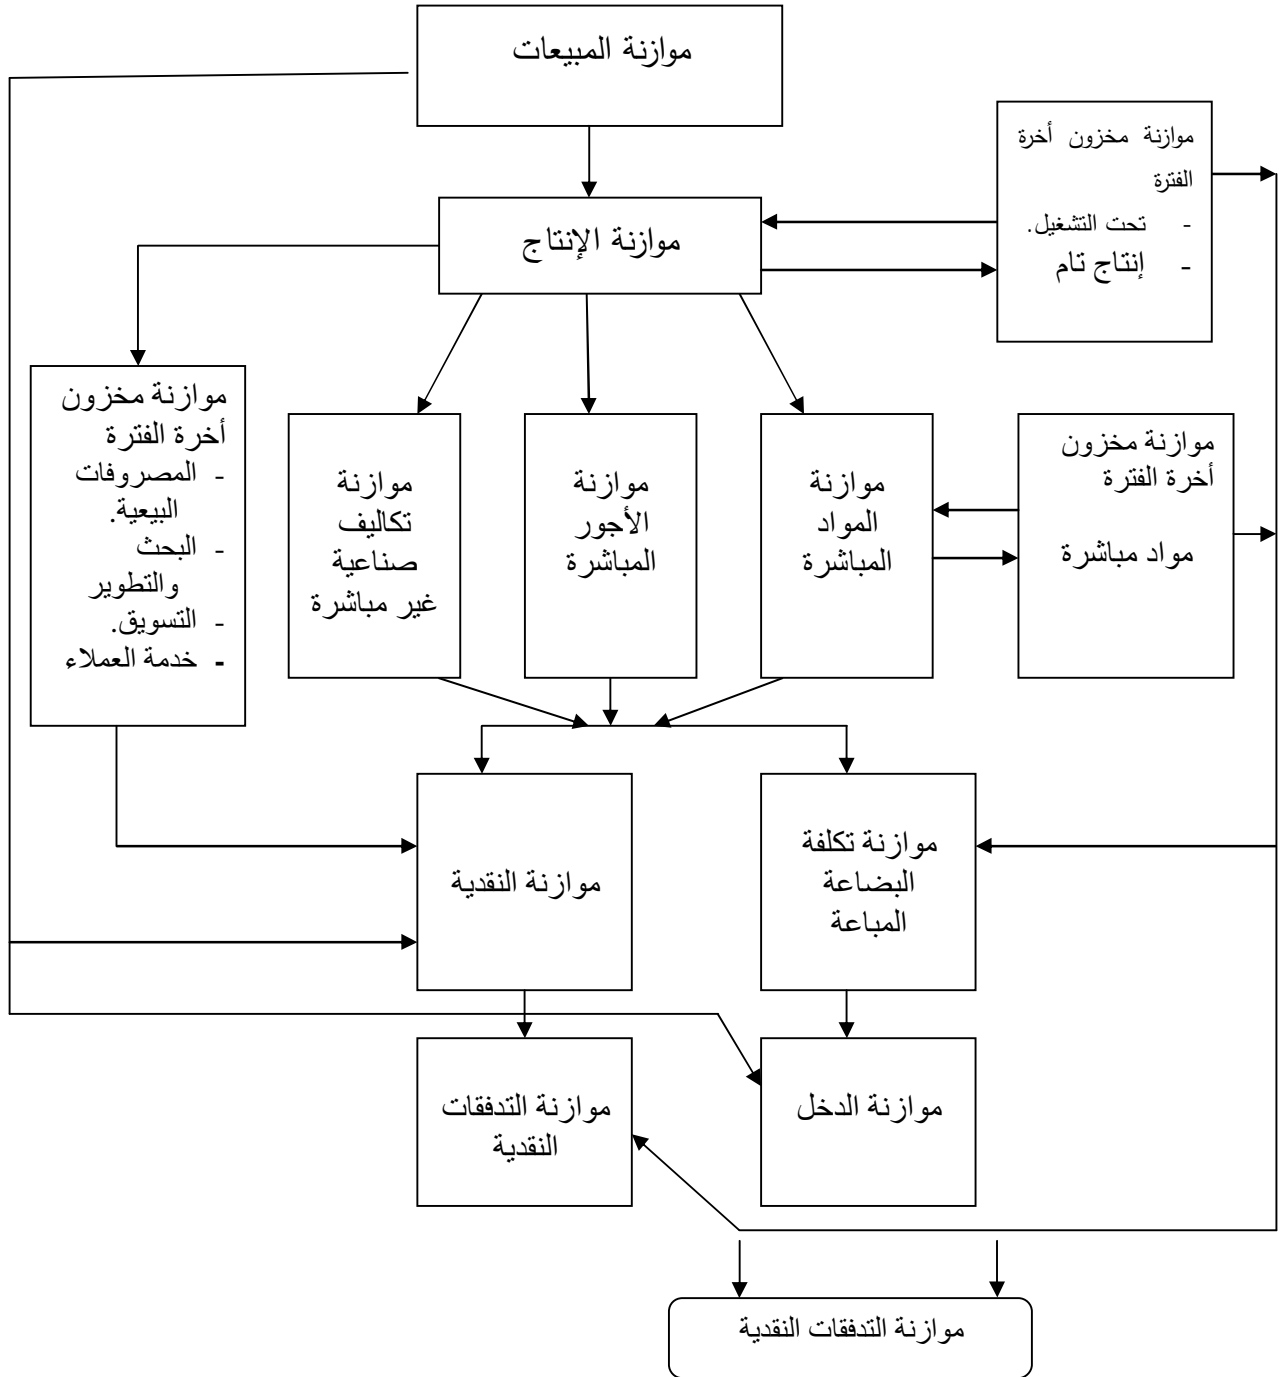 موازنة المبيعات
موازنة مخزون أخرة
الفترة
- تحت التشغيل.
- إنتاج تام
موازنة الإنتاج
موازنة مخزون
أخرة الفترة
مواد مباشرة
موازنة
المواد
المباشرة
موازنة
الأجور
المباشرة
موازنة
تكاليف
صناعية
غير مباشرة
موازنة مخزون
أخرة الفترة
- المصروفات
البيعية.
- البحث
والتطوير
- التسويق.
- خدمة العملاء
موازنة تكلفة
البضاعة
المباعة
موازنة النقدية
موازنة الدخل
موازنة التدفقات
النقدية
موازنة التدفقات النقدية